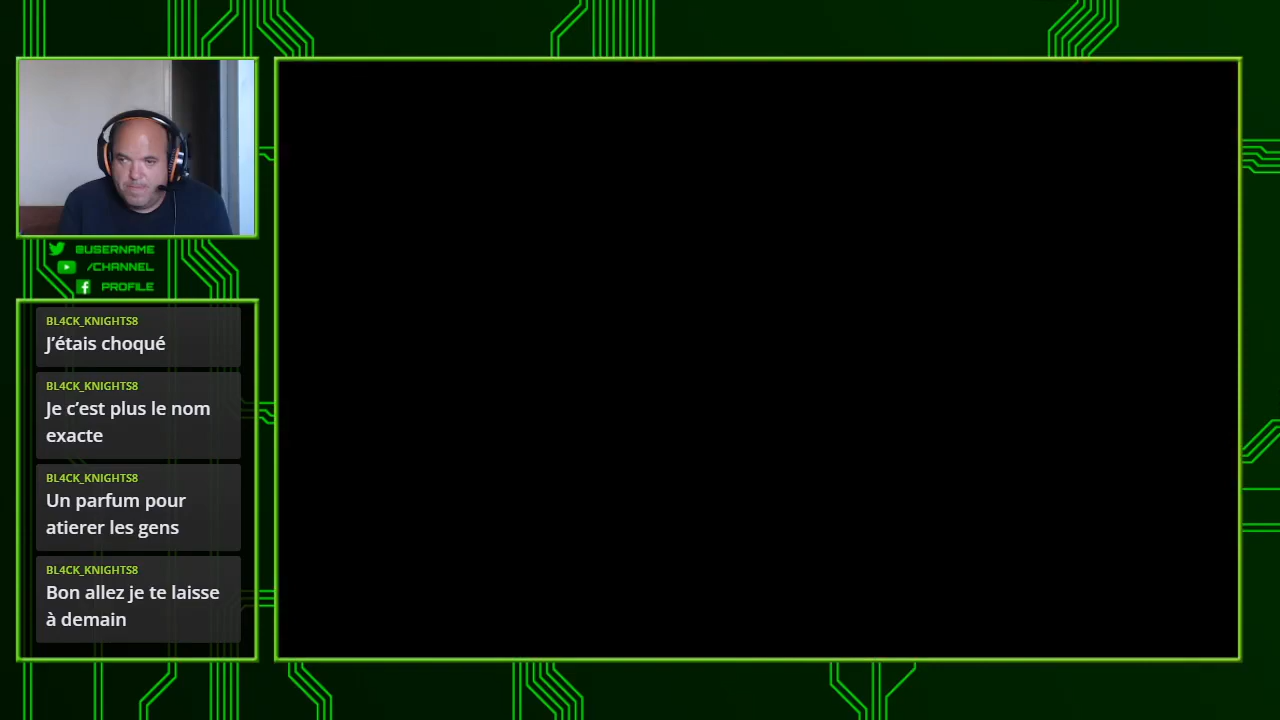 @USERNAME
/CHANNEL
PROFILE
BL4CK_KNIGHTS8
J’étais choqué
BL4CK_KNIGHTS8
Je c’est plus le nom
exacte
BL4CK_KNIGHTS8
Un parfum pour
atierer les gens
BL4CK_KNIGHTS8
Bon allez je te laisse
à demain